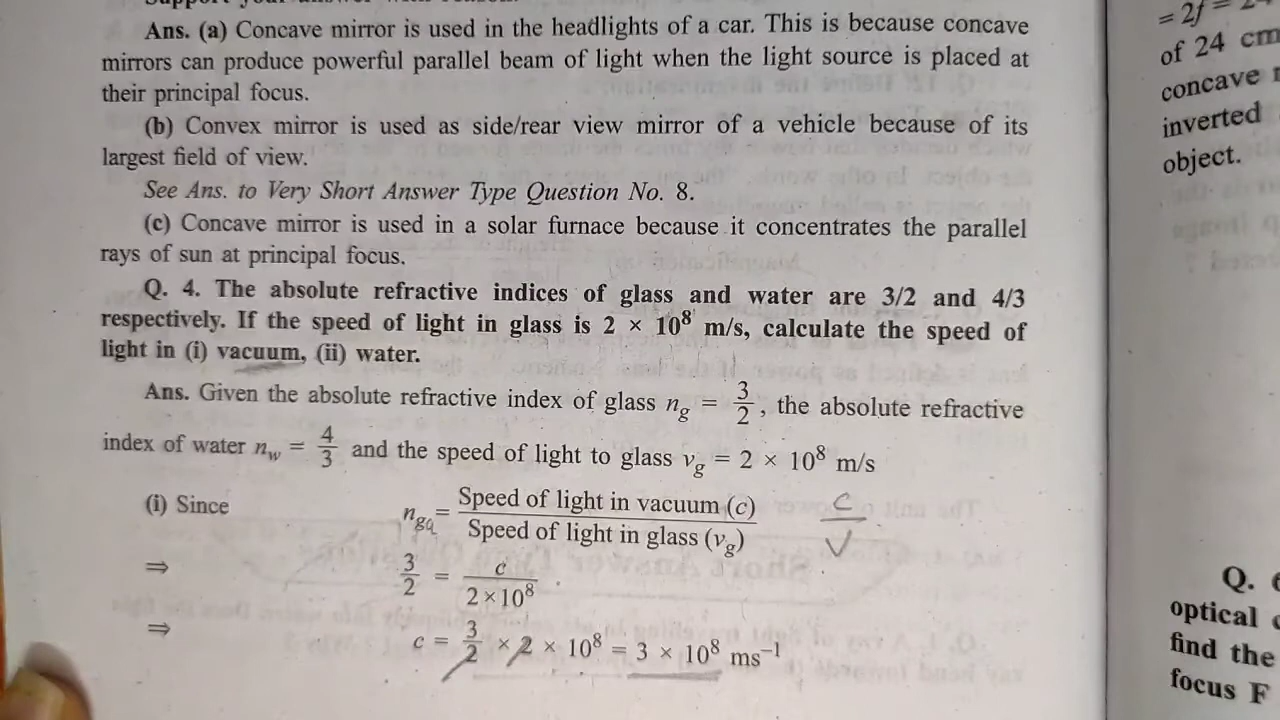 Support your answer with reason.
Ans. (a) Concave mirror is used in the headlights of a car. This is because concave
mirrors can produce powerful parallel beam of light when the light source is placed at
their principal focus.
(b) Convex mirror is used as side/rear view mirror of a vehicle because of its
largest field of view.
See Ans. to Very Short Answer Type Question No. 8.
(c) Concave mirror is used in a solar furnace because it concentrates the parallel
rays of sun at principal focus.
Q. 4. The absolute refractive indices of glass and water are 3/2 and 4/3
respectively. If the speed of light in glass is 2 × 10⁸ m/s, calculate the speed of
light in (i) vacuum, (ii) water.
Ans. Given the absolute refractive index of glass n_g = 3/2, the absolute refractive
index of water n_w = 4/3 and the speed of light to glass v_g = 2 × 10⁸ m/s
(i) Since n_ga = Speed of light in vacuum (c) / Speed of light in glass (v_g) c/v
⇒ 3/2 = c / 2×10⁸
⇒ c = 3/2 × 2 × 10⁸ = 3 × 10⁸ ms⁻¹
= 2f =
of 24 cm
concave
inverted
object.
Q.
optical
find the
focus F